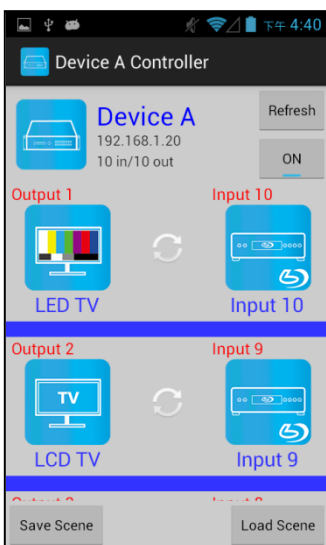 下午 4:40
Device A Controller
Device A
192.168.1.20
10 in/10 out
Refresh
ON
Output 1
Input 10
LED TV
Input 10
Output 2
Input 9
TV
LCD TV
Input 9
Save Scene
Load Scene